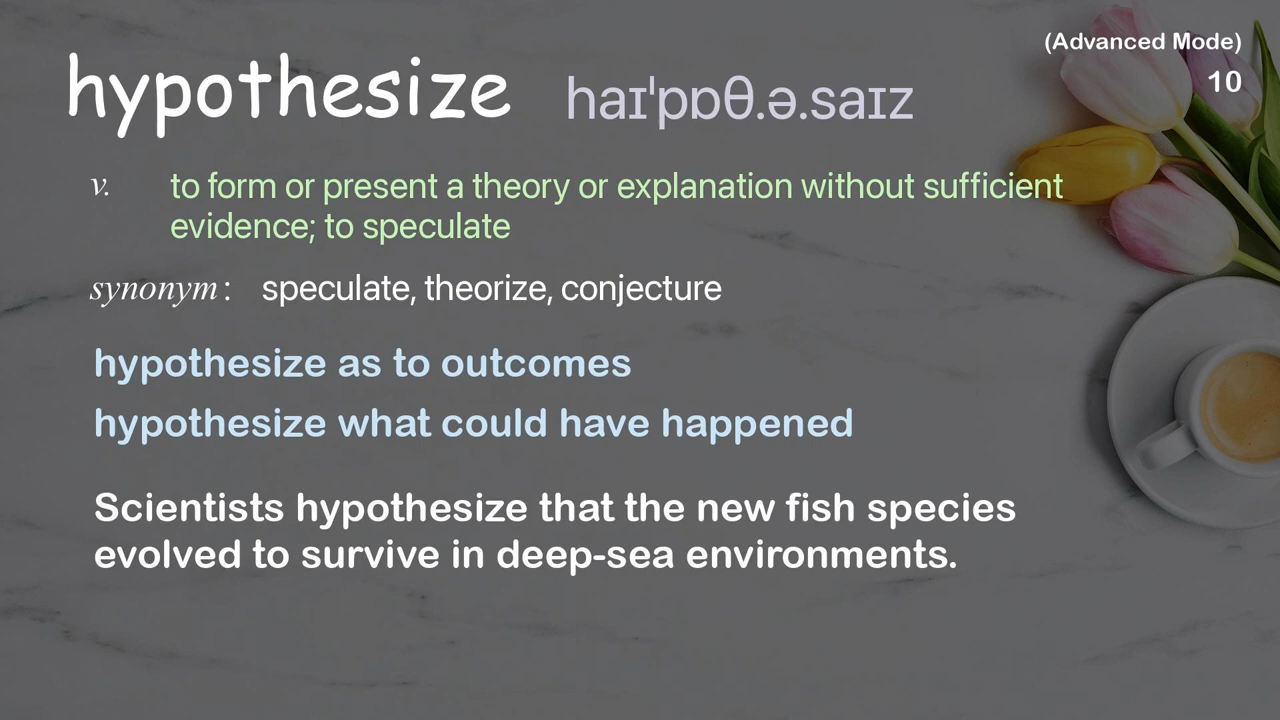 (Advanced Mode)
10
hypothesize haɪˈpɒθ.ə.saɪz
v. to form or present a theory or explanation without sufficient
evidence; to speculate
synonym : speculate, theorize, conjecture
hypothesize as to outcomes
hypothesize what could have happened
Scientists hypothesize that the new fish species
evolved to survive in deep-sea environments.